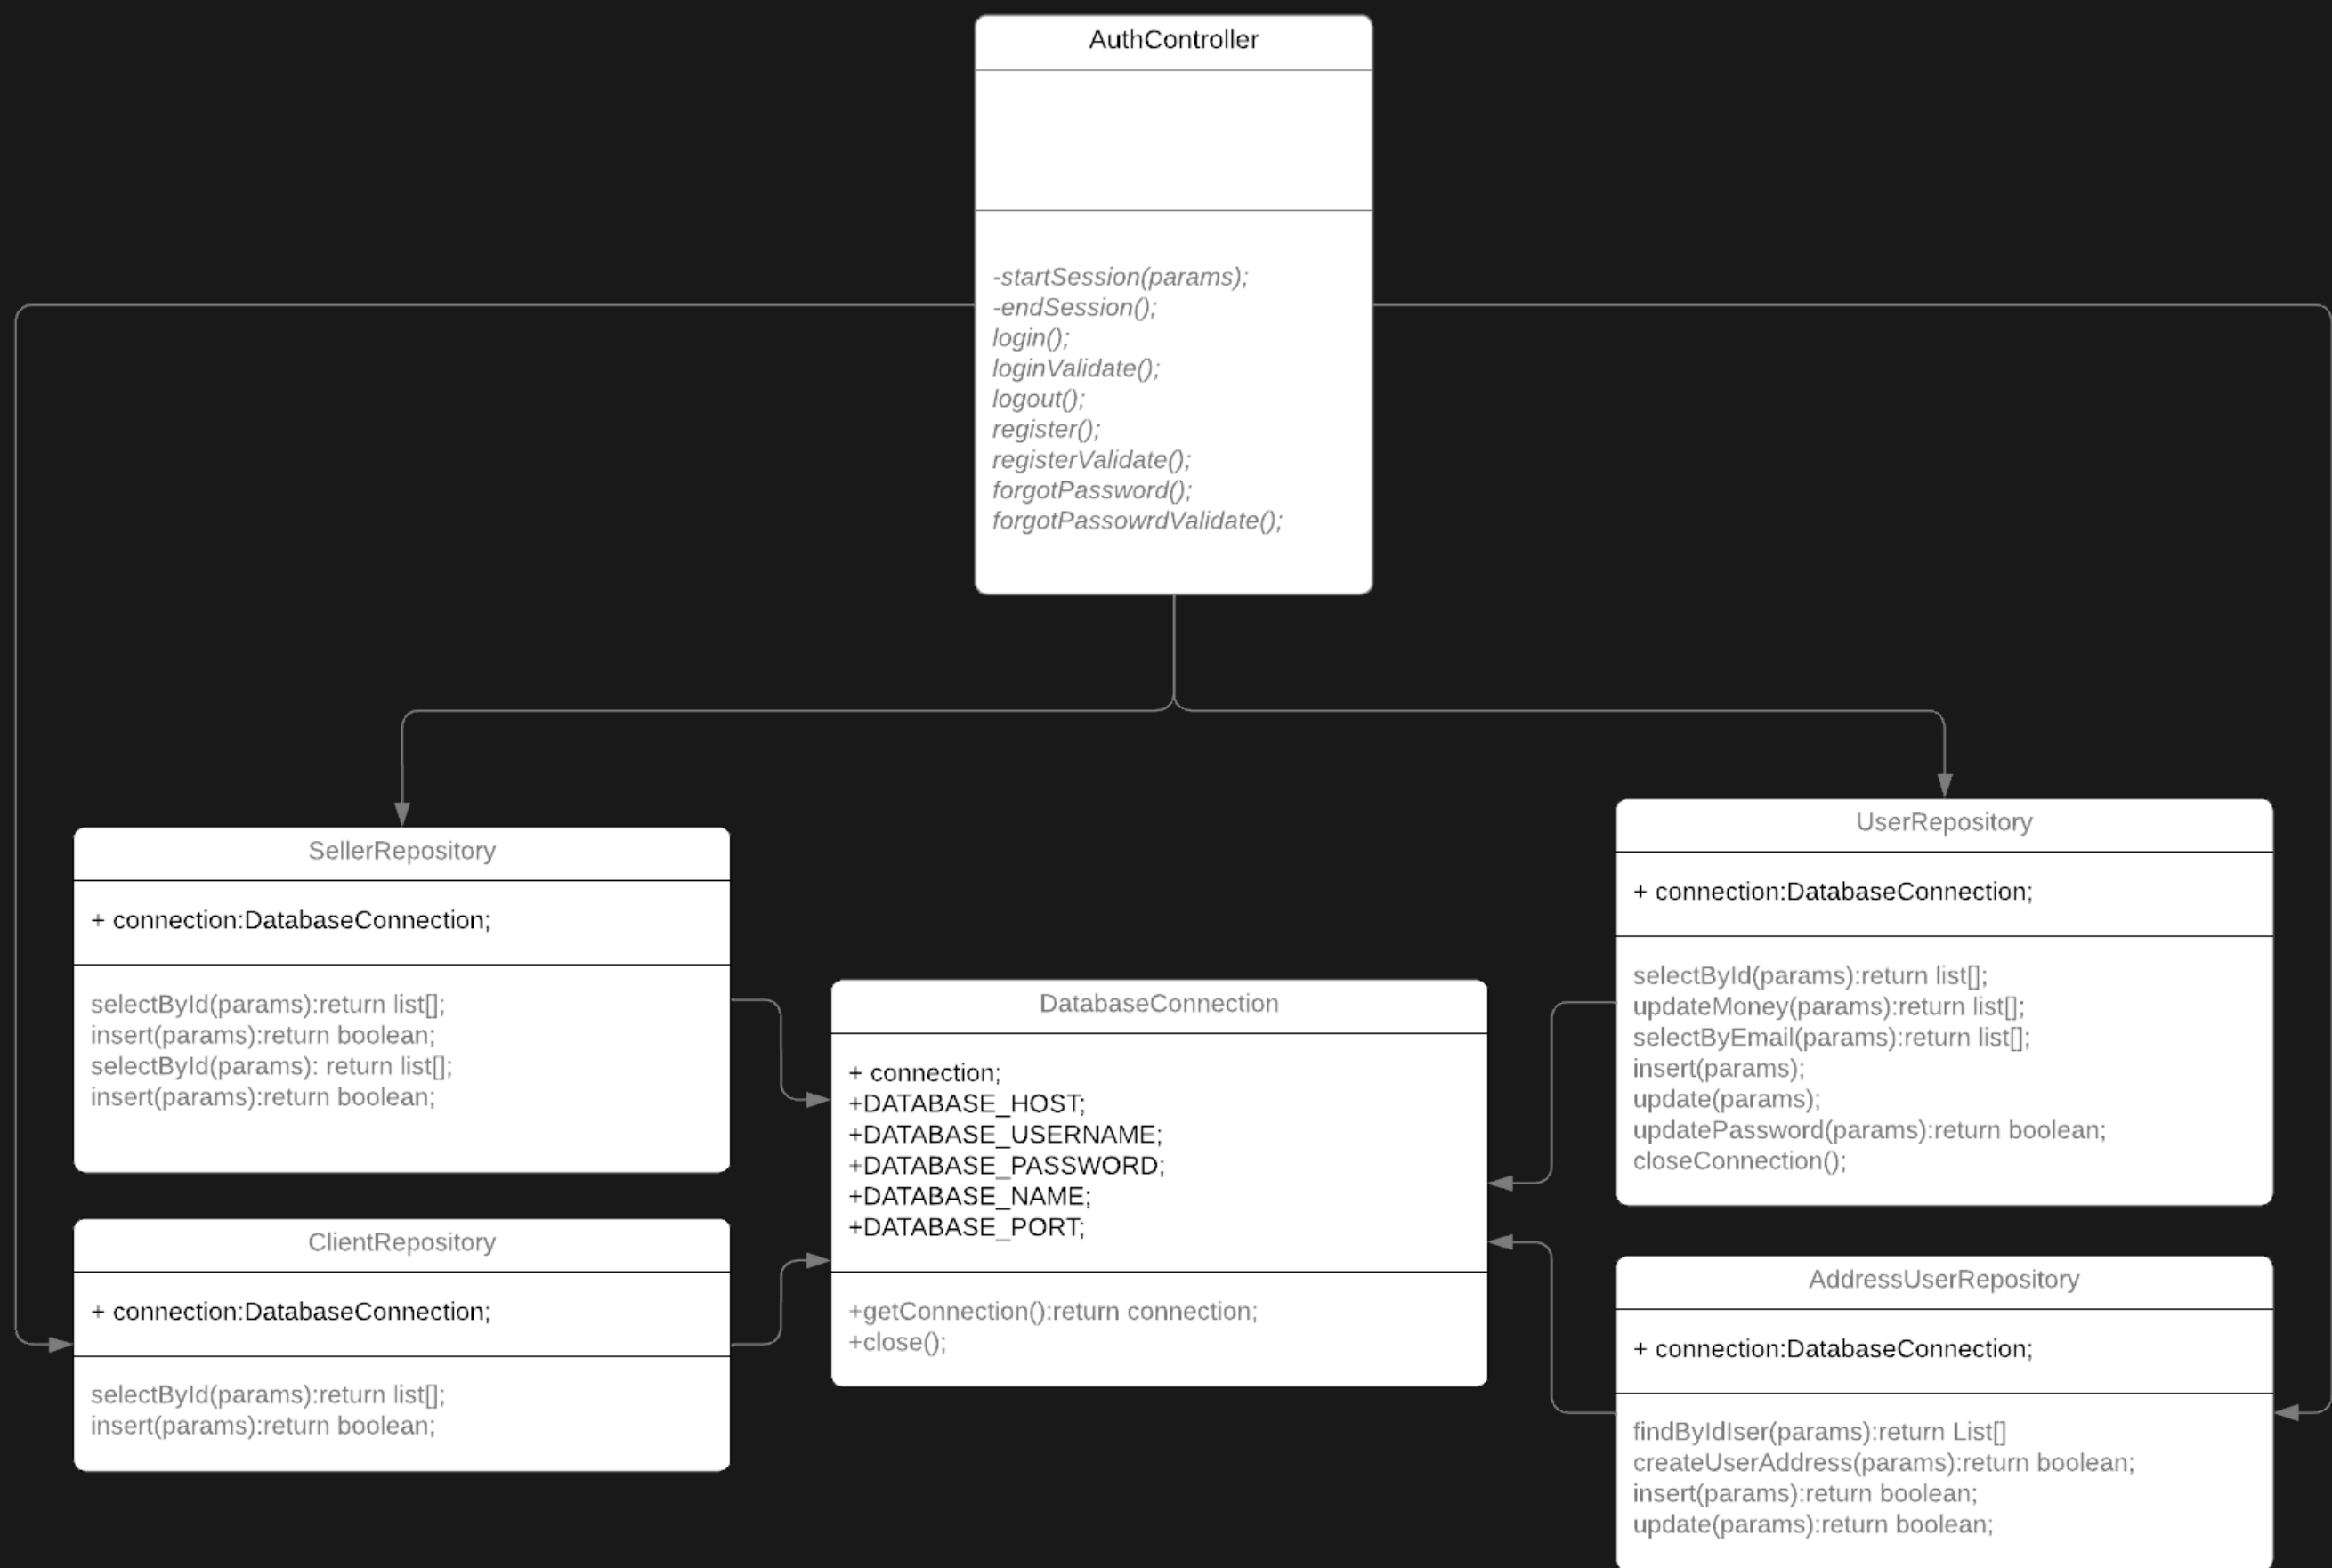 AuthController
-startSession(params);
-endSession();
login();
loginValidate();
logout();
register();
registerValidate();
forgotPassword();
forgotPassowrdValidate();
SellerRepository
+ connection:DatabaseConnection;
selectById(params):return list[];
insert(params):return boolean;
selectById(params): return list[];
insert(params):return boolean;
UserRepository
+ connection:DatabaseConnection;
selectById(params):return list[];
updateMoney(params):return list[];
selectByEmail(params):return list[];
insert(params);
update(params);
updatePassword(params):return boolean;
closeConnection();
DatabaseConnection
+ connection;
+DATABASE_HOST;
+DATABASE_USERNAME;
+DATABASE_PASSWORD;
+DATABASE_NAME;
+DATABASE_PORT;
+getConnection():return connection;
+close();
ClientRepository
+ connection:DatabaseConnection;
selectById(params):return list[];
insert(params):return boolean;
AddressUserRepository
+ connection:DatabaseConnection;
findByIdIser(params):return List[]
createUserAddress(params):return boolean;
insert(params):return boolean;
update(params):return boolean;